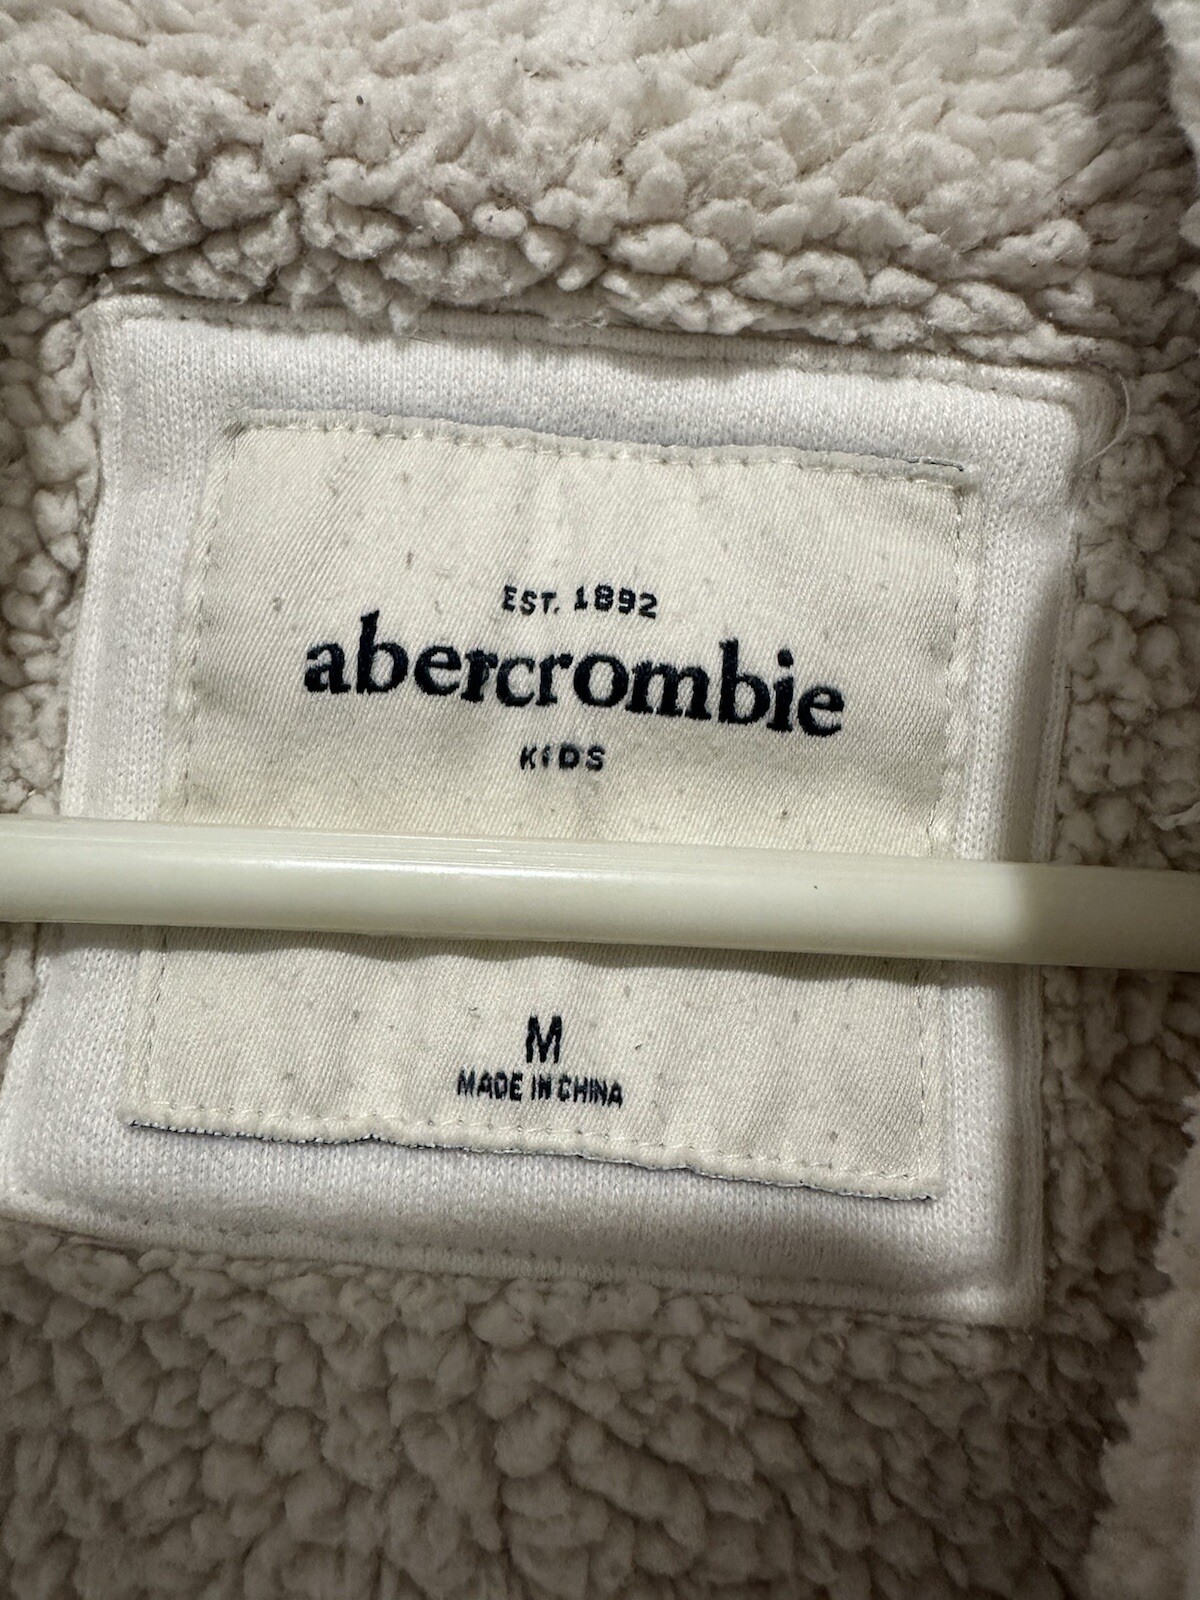 EST. 1892
abercrombie
KIDS
M
MADE IN CHINA